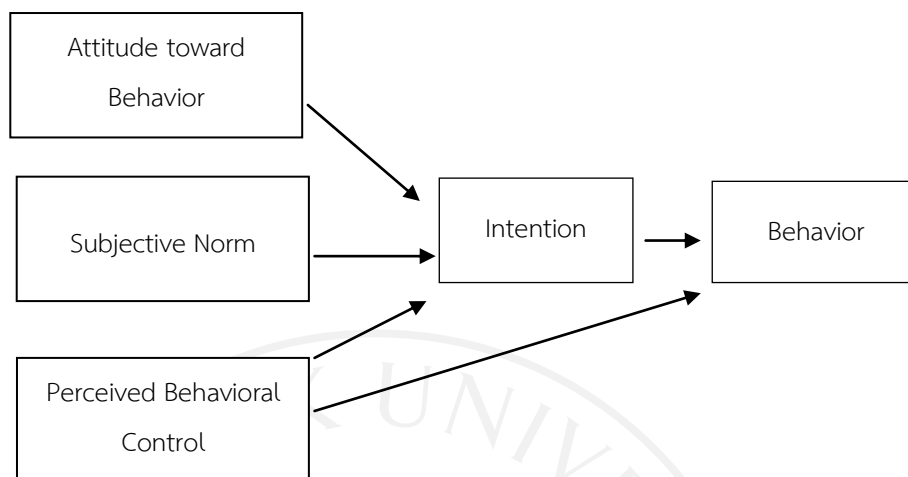 Attitude toward
Behavior
Subjective Norm
Perceived Behavioral
Control
Intention
Behavior